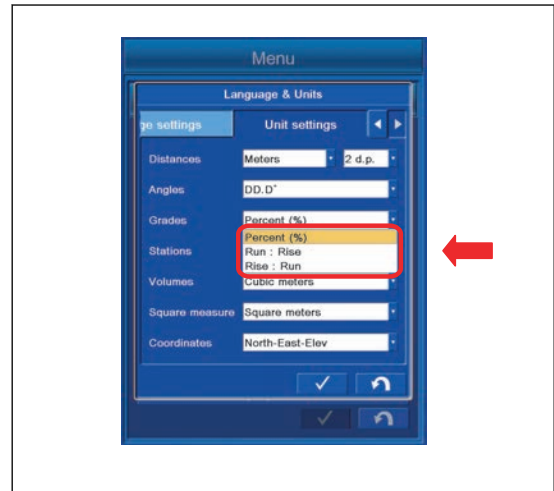 Menu
Language & Units
ge settings Unit settings
Distances Meters 2 d.p.
Angles DD.D°
Grades Percent (%)
Percent (%)
Run : Rise
Stations
Rise : Run
Volumes Cubic meters
Square measure Square meters
Coordinates North-East-Elev